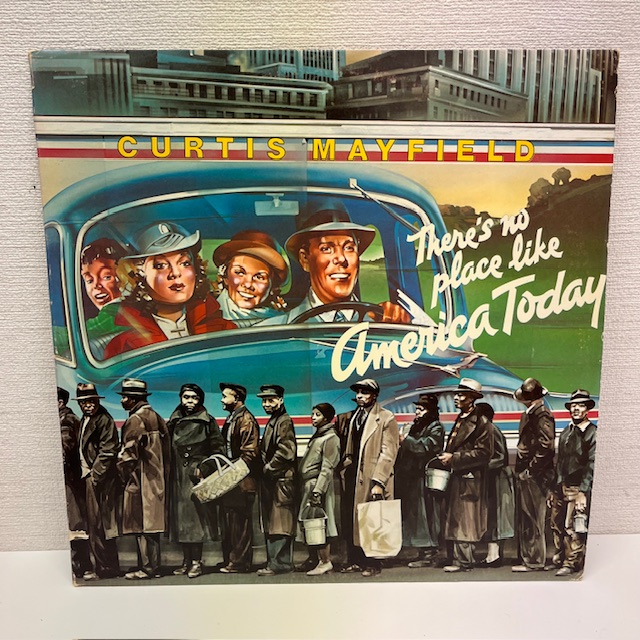 CURTIS MAYFIELD
There's no
place like
America Today